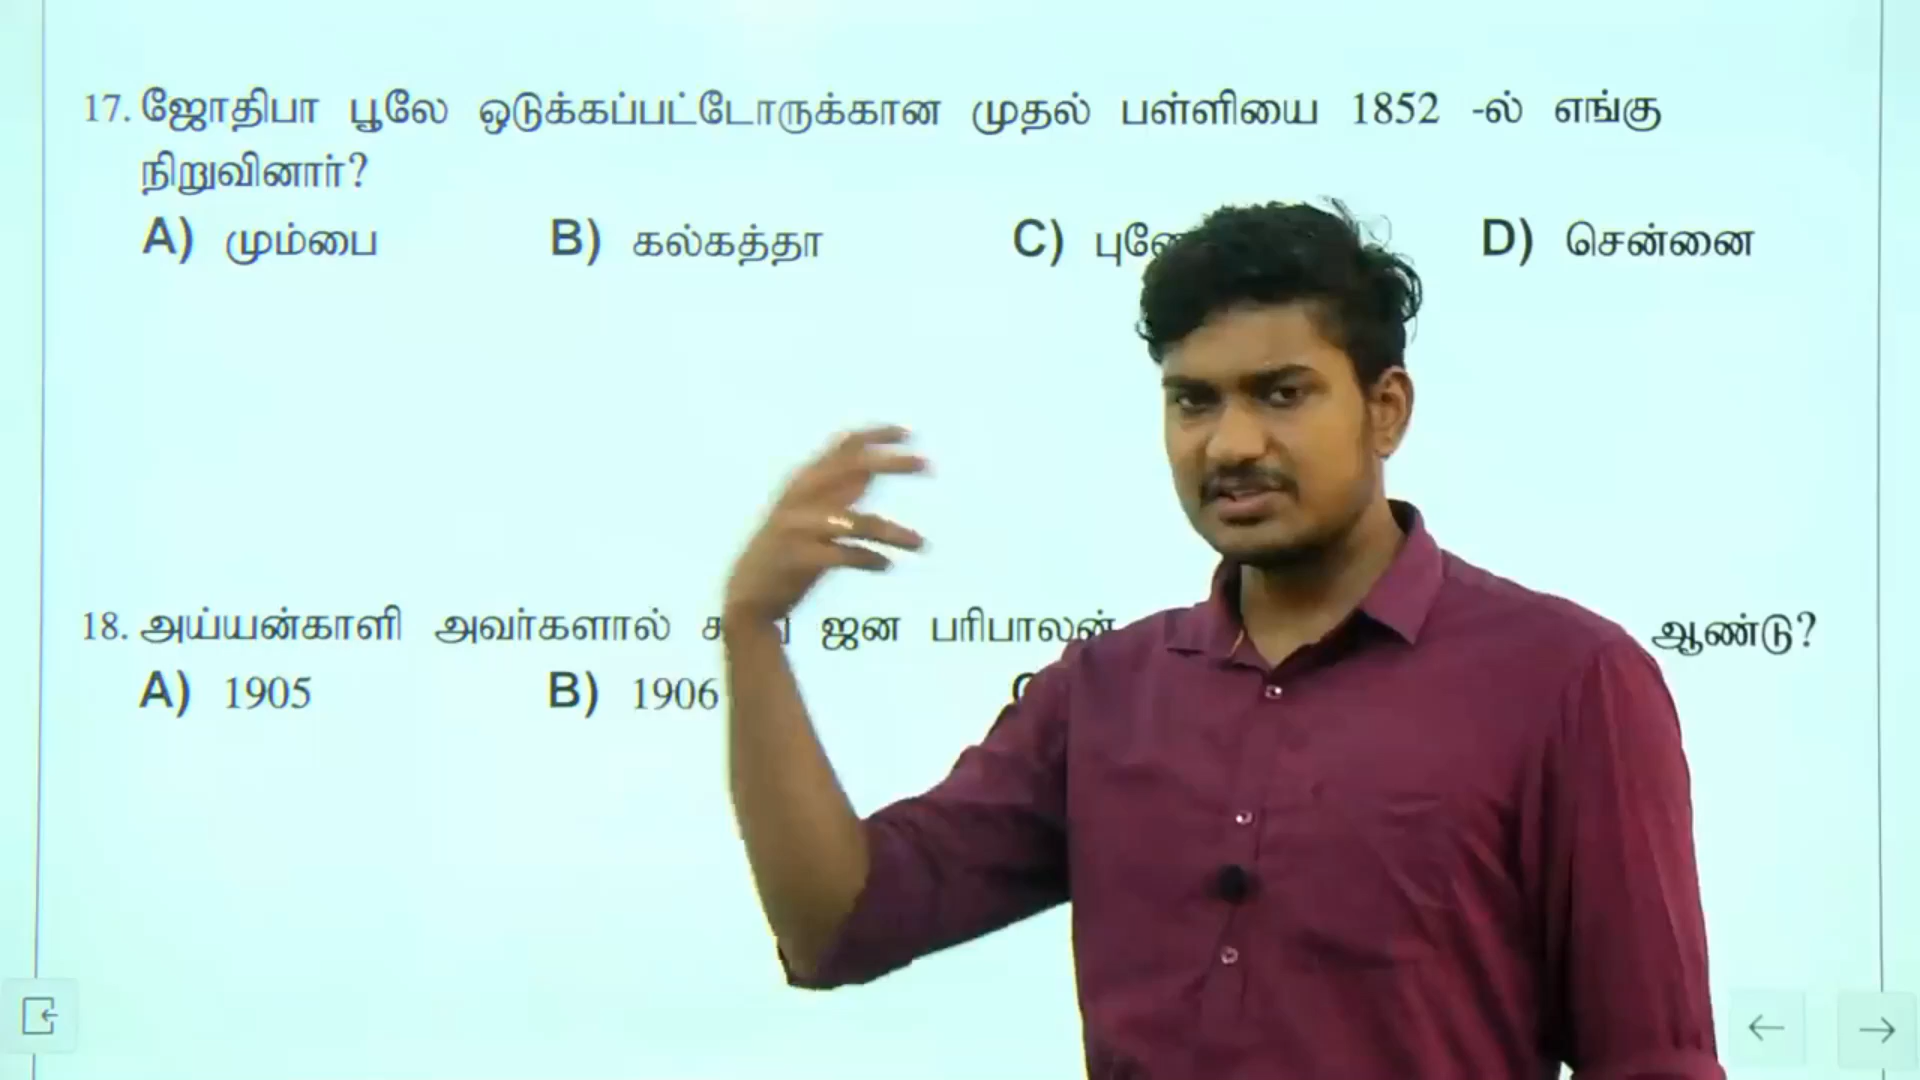 17. ஜோதிபா பூலே ஒடுக்கப்பட்டோருக்கான முதல் பள்ளியை 1852 -ல் எங்கு
நிறுவினார்?
A) மும்பை B) கல்கத்தா C) D) சென்னை
18. அய்யன்காளி அவர்களால் ஜன பரிபாலன் ஆண்டு?
A) 1905 B) 1906